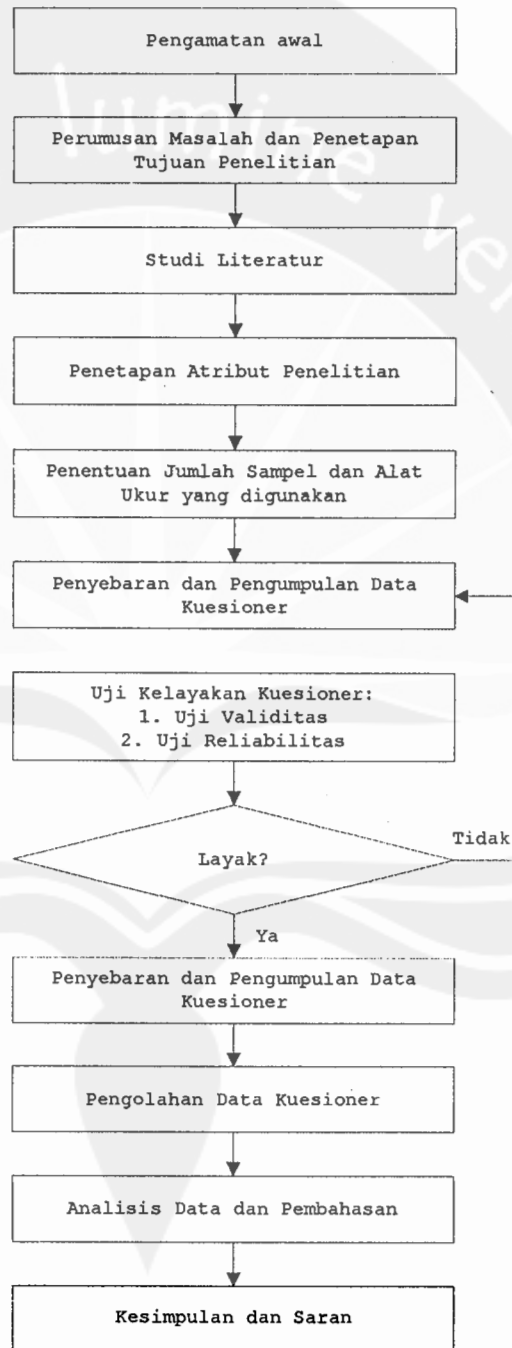 Pengamatan awal
lumine ve
Perumusan Masalah dan Penetapan
Tujuan Penelitian
Studi Literatur
Penetapan Atribut Penelitian
Penentuan Jumlah Sampel dan Alat
Ukur yang digunakan
Penyebaran dan Pengumpulan Data
Kuesioner
Uji Kelayakan Kuesioner:
1. Uji Validitas
2. Uji Reliabilitas
Layak?
Tidak
Ya
Penyebaran dan Pengumpulan Data
Kuesioner
Pengolahan Data Kuesioner
Analisis Data dan Pembahasan
Kesimpulan dan Saran